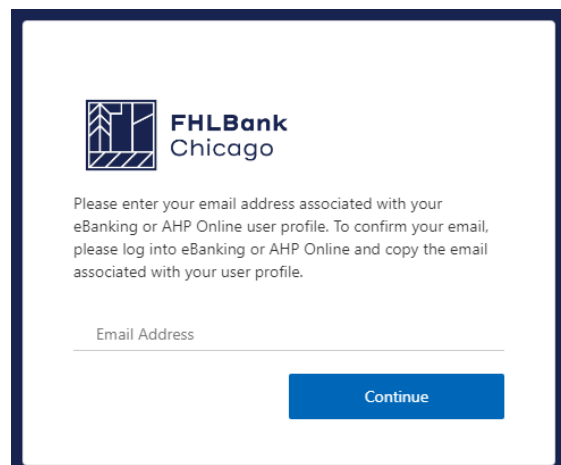 FHLBank
Chicago
Please enter your email address associated with your
eBanking or AHP Online user profile. To confirm your email,
please log into eBanking or AHP Online and copy the email
associated with your user profile.
Email Address
Continue